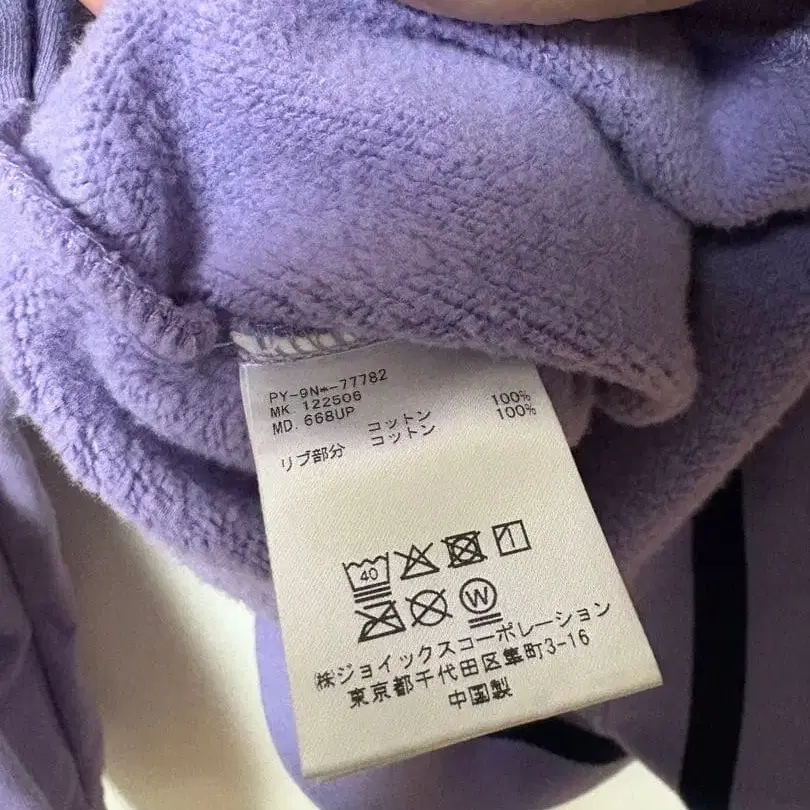 PY-9N*-77782
MK. 122506
MD. 668UP
コットン 100%
リブ部分 コットン 100%
40
W
㈱ジョイックスコーポレーション
東京都千代田区隼町3-16
中国製